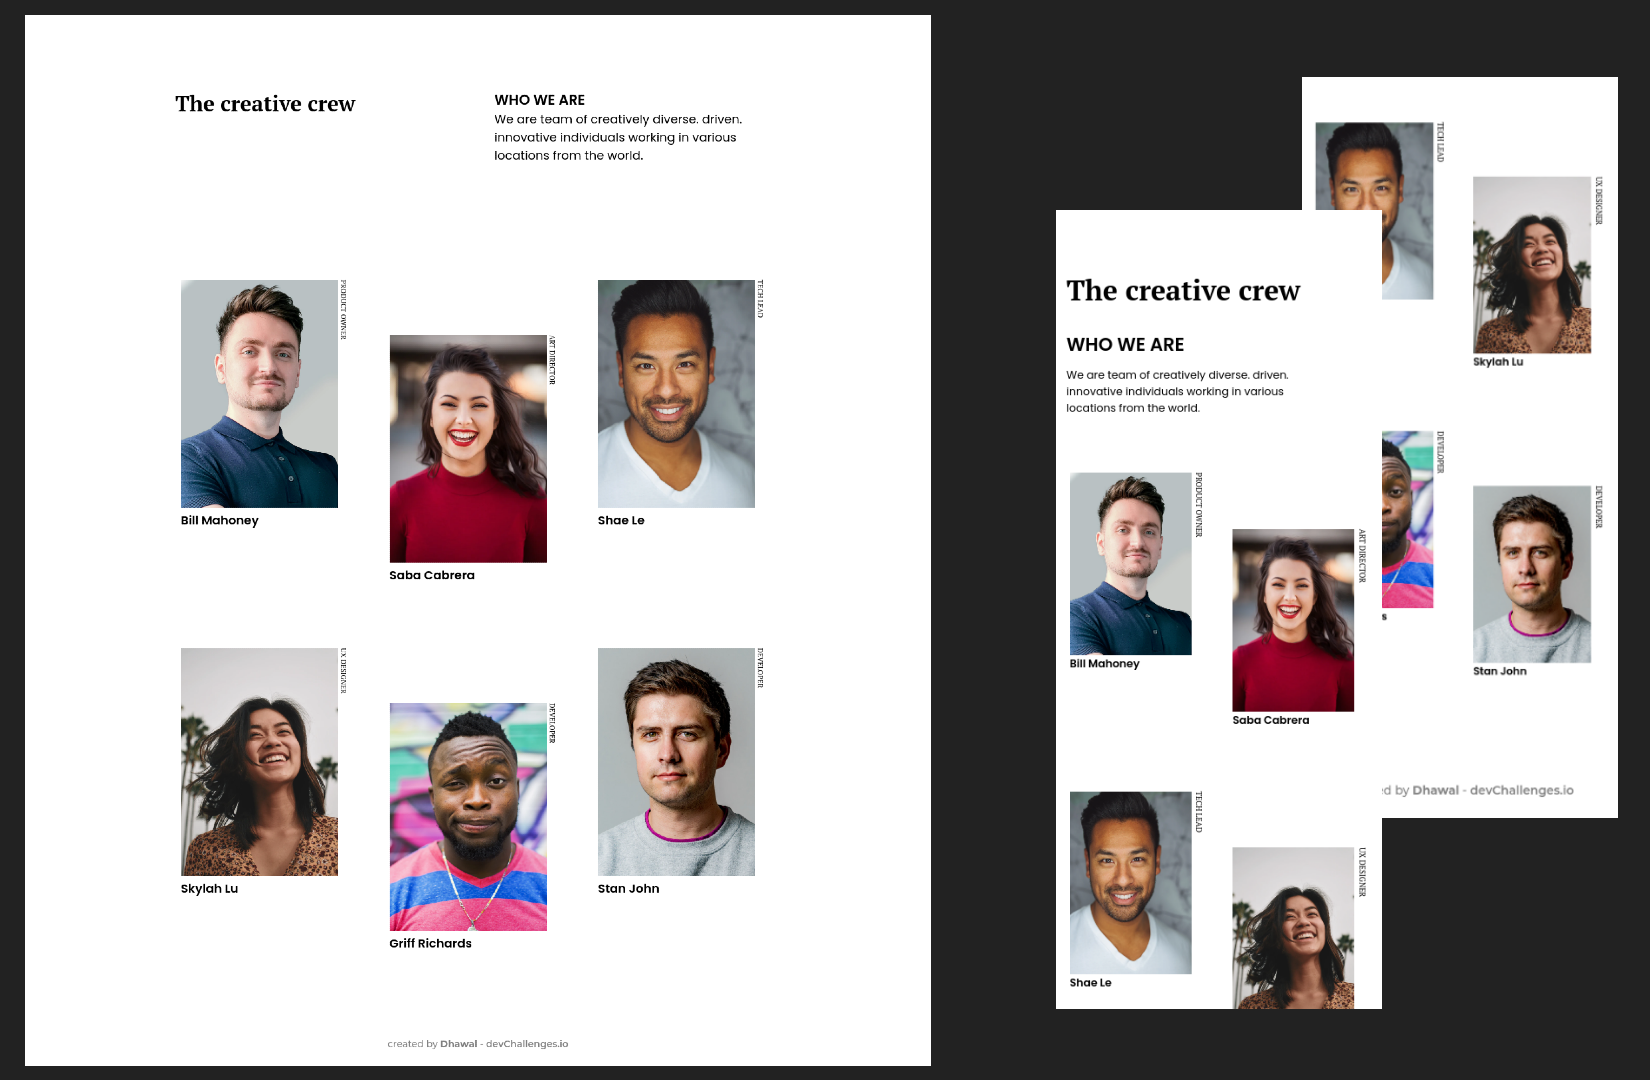 The creative crew
WHO WE ARE
We are team of creatively diverse. driven.
innovative individuals working in various
locations from the world.
PRODUCT OWNER
Bill Mahoney
ART DIRECTOR
Saba Cabrera
TECH LEAD
Shae Le
UX DESIGNER
Skylah Lu
DEVELOPER
Griff Richards
DEVELOPER
Stan John
created by Dhawal - devChallenges.io
The creative crew
WHO WE ARE
We are team of creatively diverse. driven.
innovative individuals working in various
locations from the world.
PRODUCT OWNER
Bill Mahoney
ART DIRECTOR
Saba Cabrera
TECH LEAD
Shae Le
UX DESIGNER
TECH LEAD
UX DESIGNER
Skylah Lu
DEVELOPER
s
DEVELOPER
Stan John
ed by Dhawal - devChallenges.io